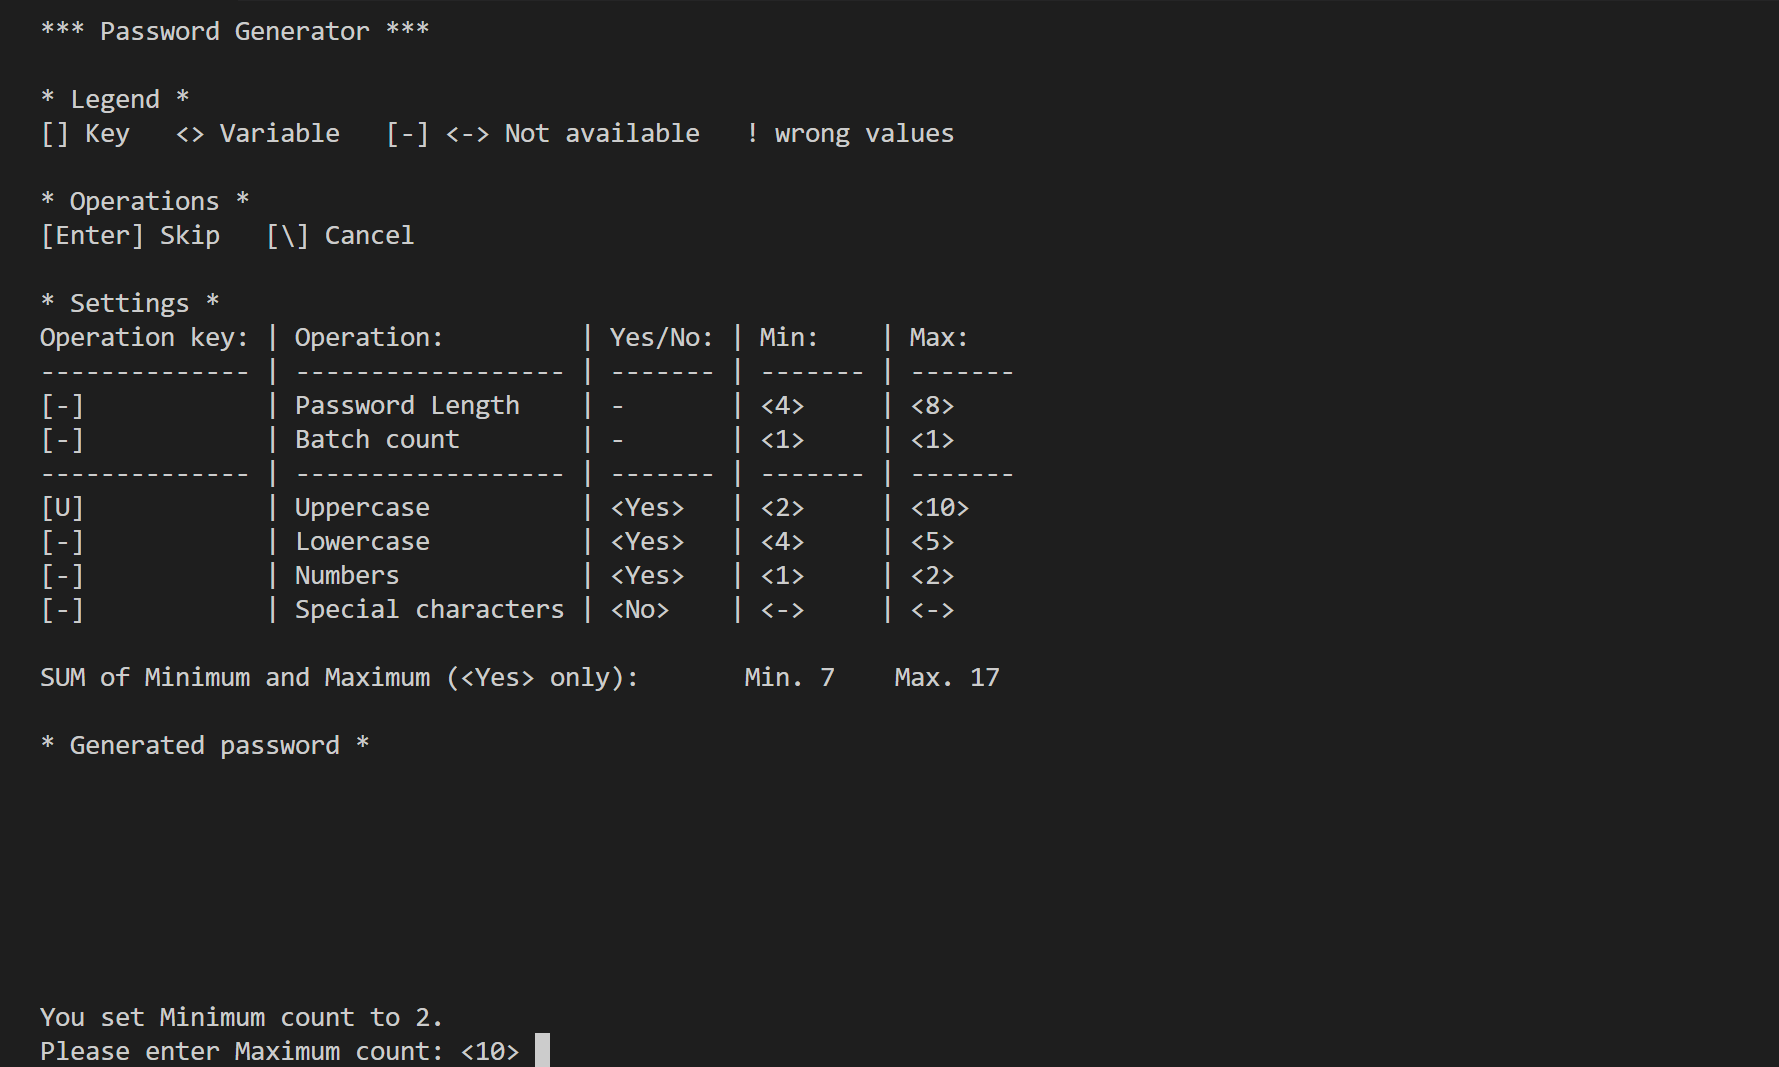 *** Password Generator ***
* Legend *
[] Key   <> Variable   [-] <-> Not available   ! wrong values
* Operations *
[Enter] Skip   [\] Cancel
* Settings *
Operation key: | Operation:         | Yes/No: | Min:    | Max:
-------------- | ------------------ | ------- | ------- | -------
[-]            | Password Length    | -       | <4>     | <8>
[-]            | Batch count        | -       | <1>     | <1>
-------------- | ------------------ | ------- | ------- | -------
[U]            | Uppercase          | <Yes>   | <2>     | <10>
[-]            | Lowercase          | <Yes>   | <4>     | <5>
[-]            | Numbers            | <Yes>   | <1>     | <2>
[-]            | Special characters | <No>    | <->     | <->
SUM of Minimum and Maximum (<Yes> only):       Min. 7    Max. 17
* Generated password *
You set Minimum count to 2.
Please enter Maximum count: <10>